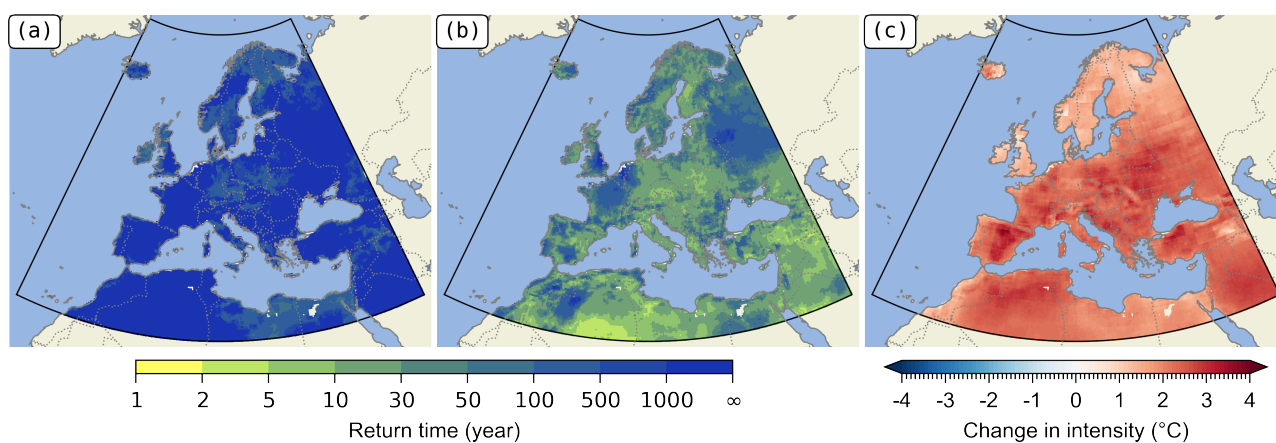 (a)
(b)
(c)
1 2 5 10 30 50 100 500 1000 ∞
Return time (year)
-4 -3 -2 -1 0 1 2 3 4
Change in intensity (°C)